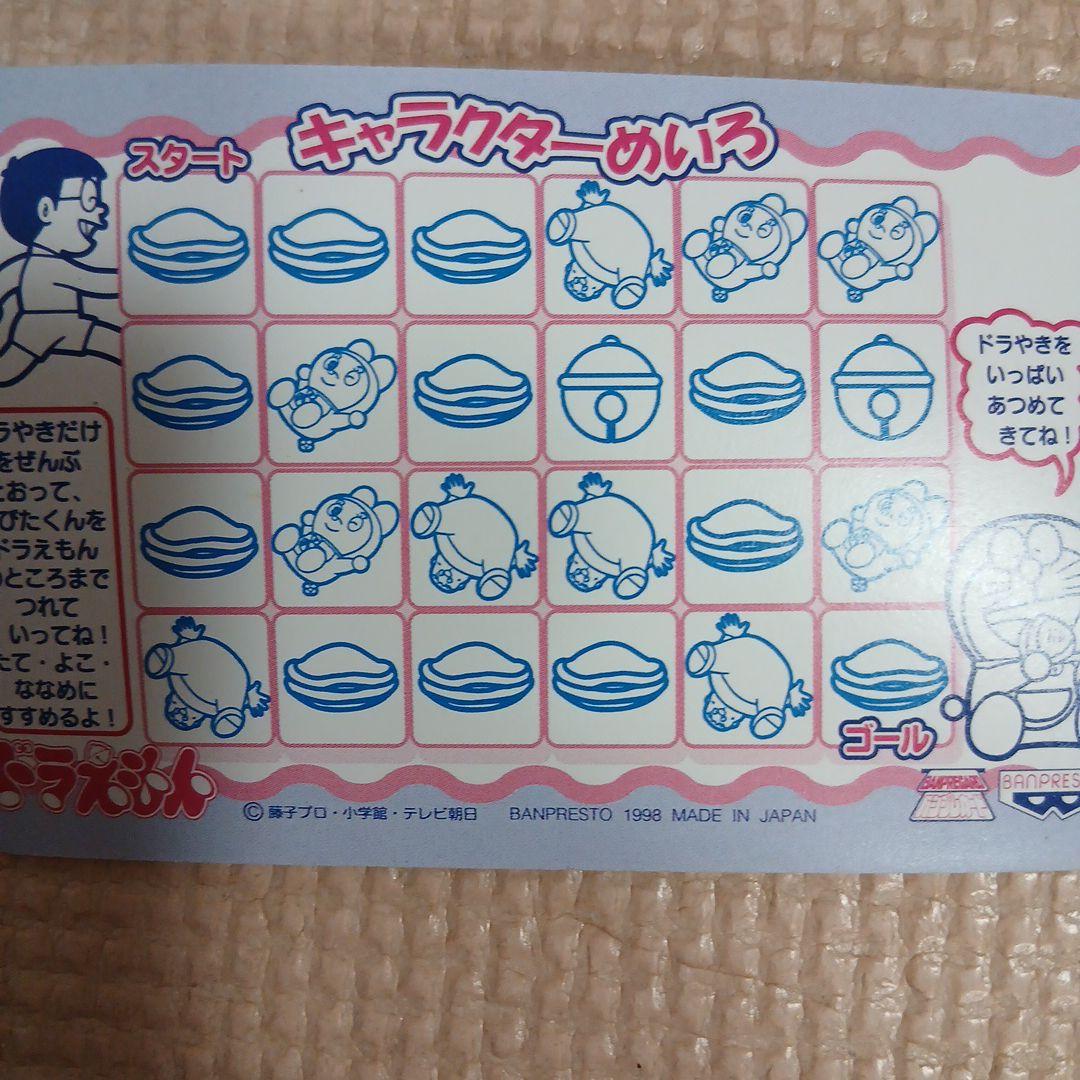 キャラクターめいろ
スタート
ドラやきを
いっぱい
あつめて
きてね!
らやきだけ
をぜんぶ
とおって、
びたくんを
ドラえもん
のところまで
つれて
いってね!
たて・よこ・
ななめに
すすめるよ!
ゴール
ドラえもん
©藤子プロ・小学館・テレビ朝日 BANPRESTO 1998 MADE IN JAPAN
BANPRES